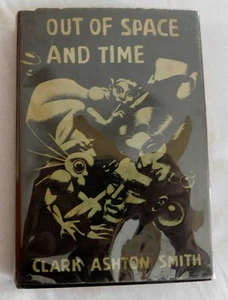 OUT OF SPACE
AND TIME
CLARK ASHTON SMITH